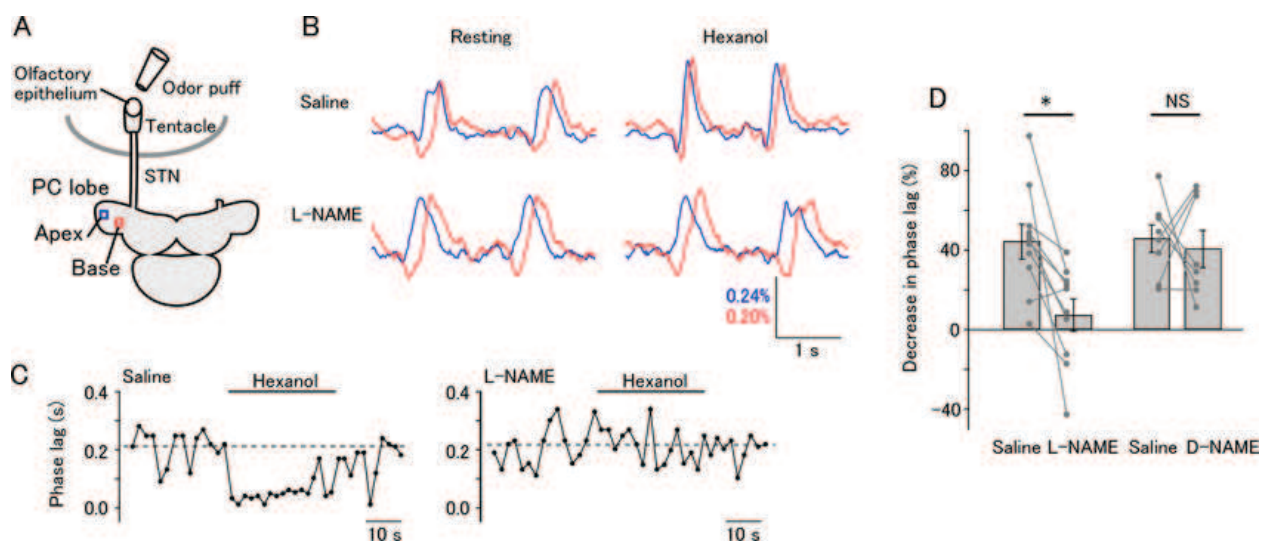 A
Olfactory
epithelium
Odor puff
Tentacle
STN
PC lobe
Apex
Base
B
Resting
Hexanol
Saline
L-NAME
0.24%
0.20%
1 s
C
Saline
Hexanol
0.4
0.2
0.0
Phase lag (s)
10 s
L-NAME
Hexanol
0.4
0.2
0.0
10 s
D
*
NS
80
40
0
-40
Decrease in phase lag (%)
Saline L-NAME
Saline D-NAME